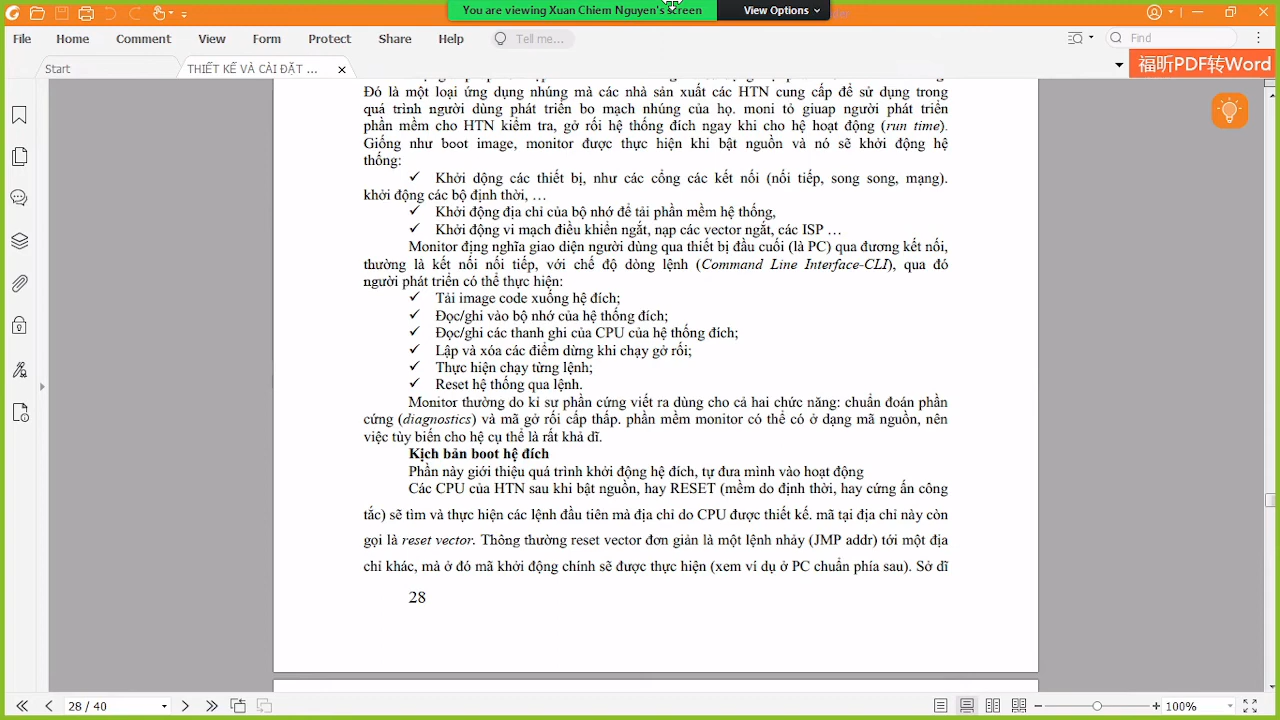 You are viewing Xuan Chiem Nguyen's screen
View Options
File Home Comment View Form Protect Share Help Tell me... Find
Start THIẾT KẾ VÀ CÀI ĐẶT ...
福昕PDF转Word
Đó là một loại ứng dụng nhúng mà các nhà sản xuất các HTN cung cấp để sử dụng trong
quá trình người dùng phát triển bo mạch nhúng của họ. moni tỏ giuap người phát triển
phần mềm cho HTN kiểm tra, gở rối hệ thống đích ngay khi cho hệ hoạt động (run time).
Giống như boot image, monitor được thực hiện khi bật nguồn và nó sẽ khởi động hệ
thống:
✓ Khởi dộng các thiết bị, như các cổng các kết nối (nối tiếp, song song, mạng).
khởi động các bộ định thời, …
✓ Khởi động địa chỉ của bộ nhớ để tải phần mềm hệ thống,
✓ Khởi động vi mạch điều khiển ngắt, nạp các vector ngắt, các ISP …
Monitor định nghĩa giao diện người dùng qua thiết bị đầu cuối (là PC) qua đương kết nối,
thường là kết nối nối tiếp, với chế độ dòng lệnh (Command Line Interface-CLI), qua đó
người phát triển có thể thực hiện:
✓ Tải image code xuống hệ đích;
✓ Đọc/ghi vào bộ nhớ của hệ thống đích;
✓ Đọc/ghi các thanh ghi của CPU của hệ thống đích;
✓ Lập và xóa các điểm dừng khi chạy gở rối;
✓ Thực hiện chạy từng lệnh;
✓ Reset hệ thống qua lệnh.
Monitor thường do kỉ sư phần cứng viết ra dùng cho cả hai chức năng: chuẩn đoán phần
cứng (diagnostics) và mã gở rối cấp thấp. phần mềm monitor có thể có ở dạng mã nguồn, nên
việc tùy biến cho hệ cụ thể là rất khả dĩ.
Kịch bản boot hệ đích
Phần này giới thiệu quá trình khởi động hệ đích, tự đưa mình vào hoạt động
Các CPU của HTN sau khi bật nguồn, hay RESET (mềm do định thời, hay cứng ấn công
tắc) sẽ tìm và thực hiện các lệnh đầu tiên mà địa chỉ do CPU được thiết kế. mã tại địa chỉ này còn
gọi là reset vector. Thông thường reset vector đơn giản là một lệnh nhảy (JMP addr) tới một địa
chỉ khác, mà ở đó mã khởi động chính sẽ được thực hiện (xem ví dụ ở PC chuẩn phía sau). Sở dĩ
28
28 / 40
100%